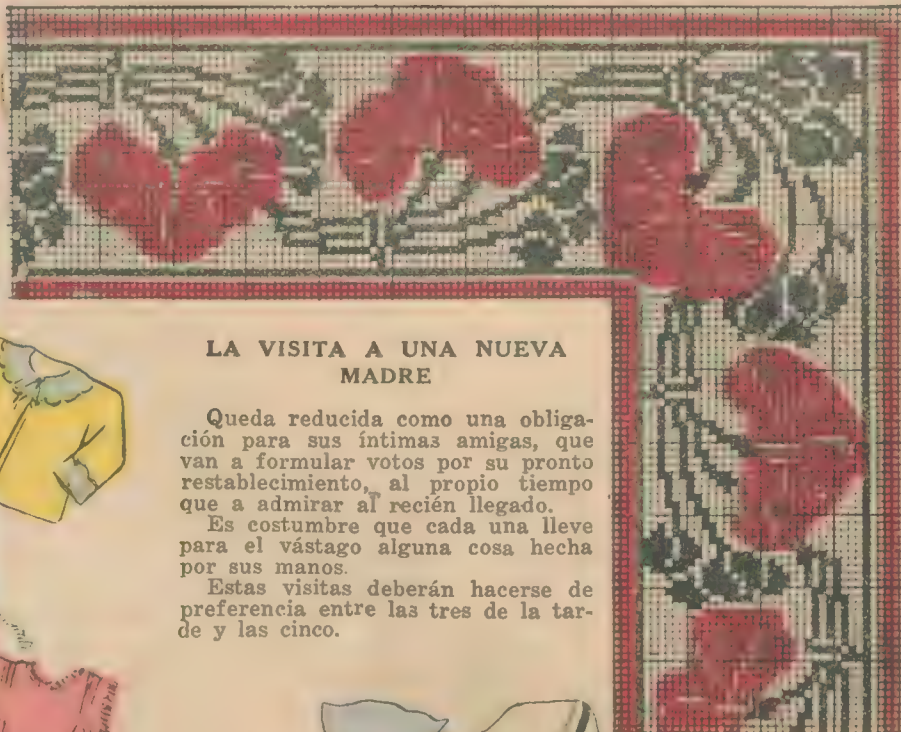 LA VISITA A UNA NUEVA
MADRE
Queda reducida como una obliga-
ción para sus íntimas amigas, que
van a formular votos por su pronto
restablecimiento, al propio tiempo
que a admirar al recién llegado.
Es costumbre que cada una lleve
para el vástago alguna cosa hecha
por sus manos.
Estas visitas deberán hacerse de
preferencia entre las tres de la tar-
de y las cinco.